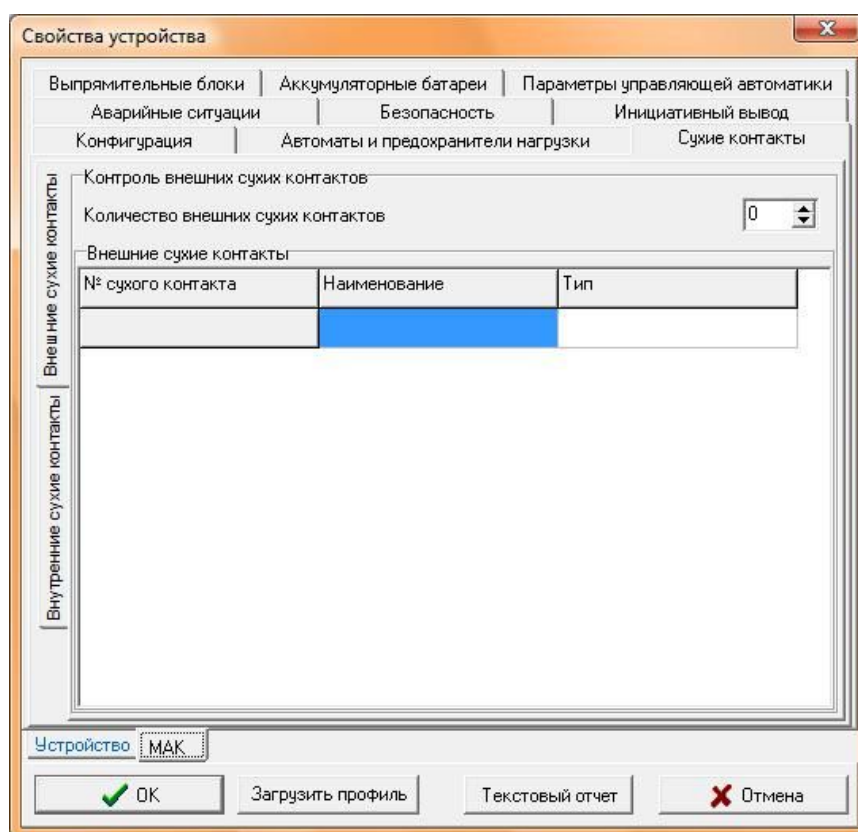 Свойства устройства
Выпрямительные блоки Аккумуляторные батареи Параметры управляющей автоматики
Аварийные ситуации Безопасность Инициативный вывод
Конфигурация Автоматы и предохранители нагрузки Сухие контакты
Внешние сухие контакты
Внутренние сухие контакты
Контроль внешних сухих контактов
Количество внешних сухих контактов 0
Внешние сухие контакты
№ сухого контакта Наименование Тип
Устройство МАК
ОК Загрузить профиль Текстовый отчет Отмена